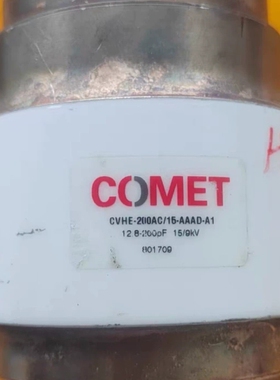 COMET
CVHE-200AC/15-AAAD-A1
12.8-200pF 15/9kV
801709